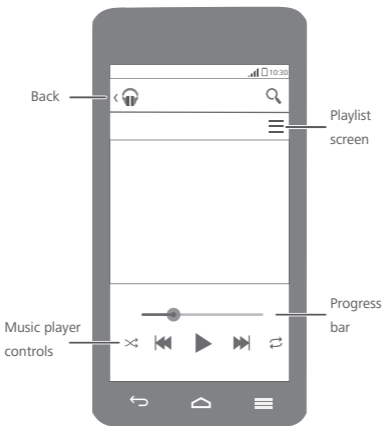 10:30
Back
Playlist
screen
Progress
bar
Music player
controls